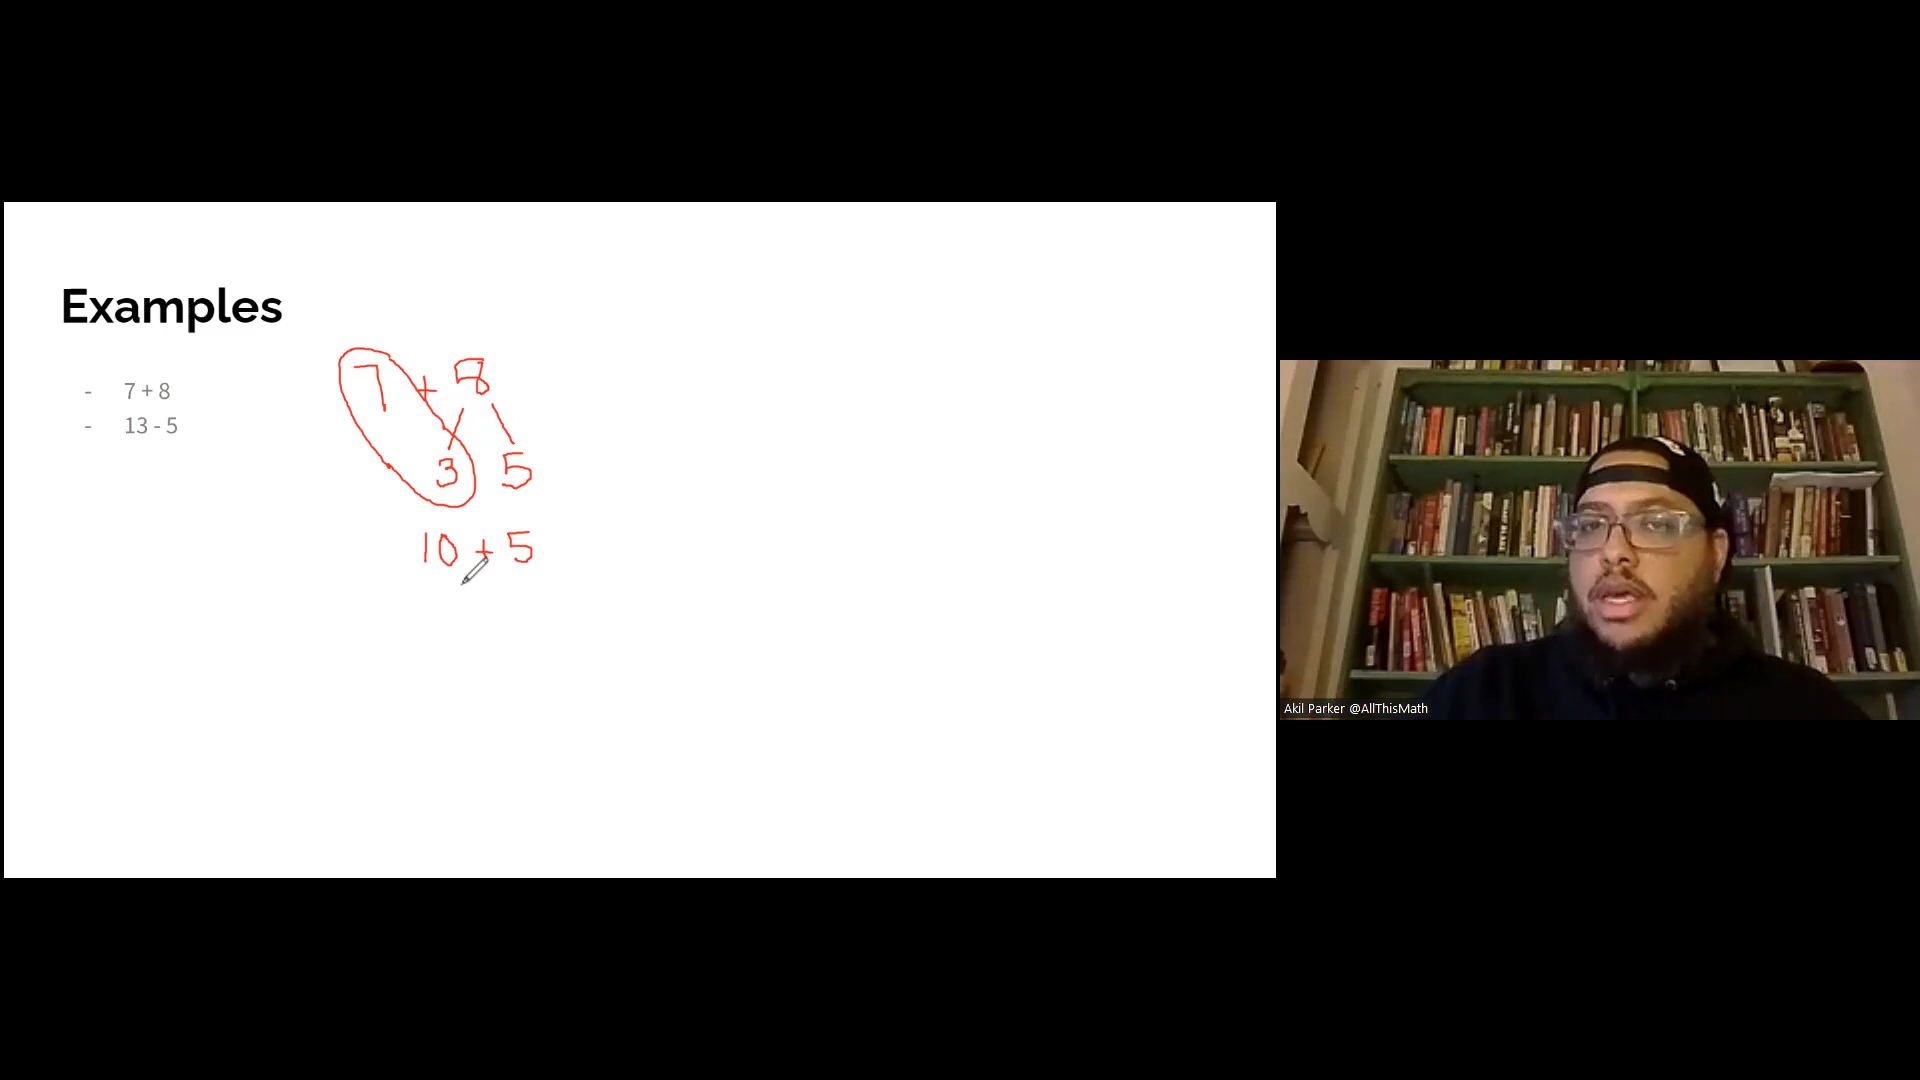 Examples
- 7 + 8
- 13 - 5
7 + 8
3 5
10 + 5
Akil Parker @AllThisMath